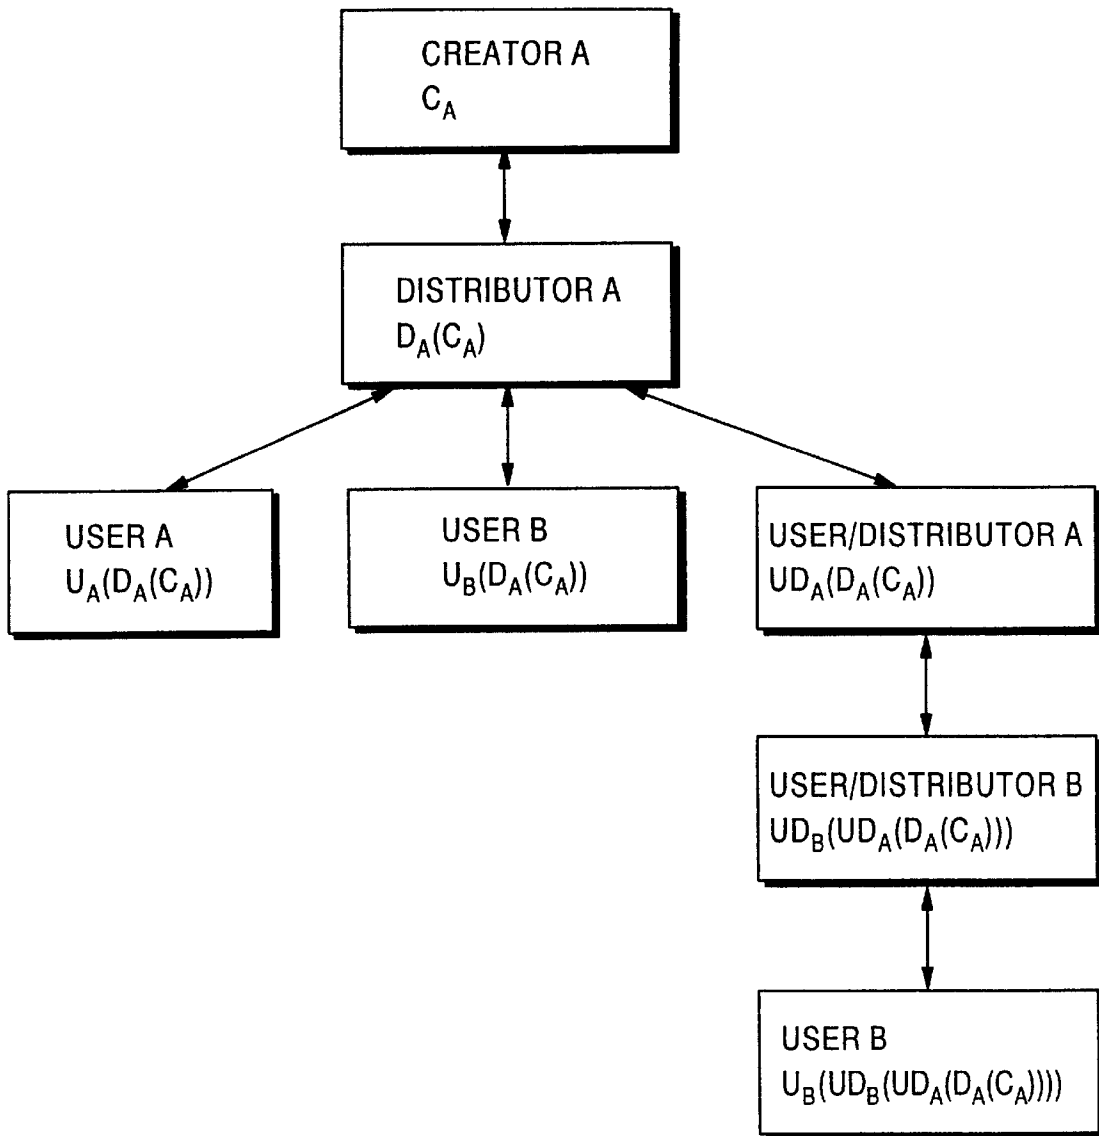 CREATOR A
C_A
DISTRIBUTOR A
D_A(C_A)
USER A
U_A(D_A(C_A))
USER B
U_B(D_A(C_A))
USER/DISTRIBUTOR A
UD_A(D_A(C_A))
USER/DISTRIBUTOR B
UD_B(UD_A(D_A(C_A)))
USER B
U_B(UD_B(UD_A(D_A(C_A))))